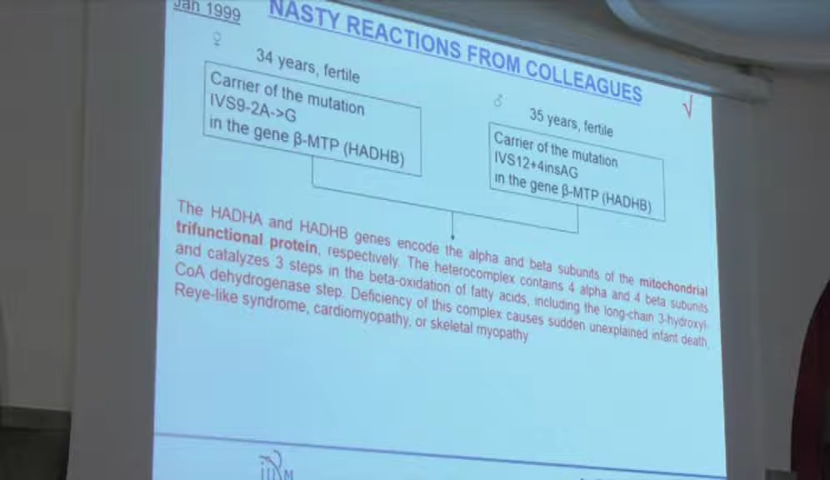 Jan 1999
NASTY REACTIONS FROM COLLEAGUES
♀
34 years, fertile
Carrier of the mutation
IVS9-2A->G
in the gene β-MTP (HADHB)
♂
35 years, fertile
Carrier of the mutation
IVS12+4insAG
in the gene β-MTP (HADHB)
The HADHA and HADHB genes encode the alpha and beta subunits of the mitochondrial
trifunctional protein, respectively. The heterocomplex contains 4 alpha and 4 beta subunits
and catalyzes 3 steps in the beta-oxidation of fatty acids, including the long-chain 3-hydroxyl-
CoA dehydrogenase step. Deficiency of this complex causes sudden unexplained infant death,
Reye-like syndrome, cardiomyopathy, or skeletal myopathy